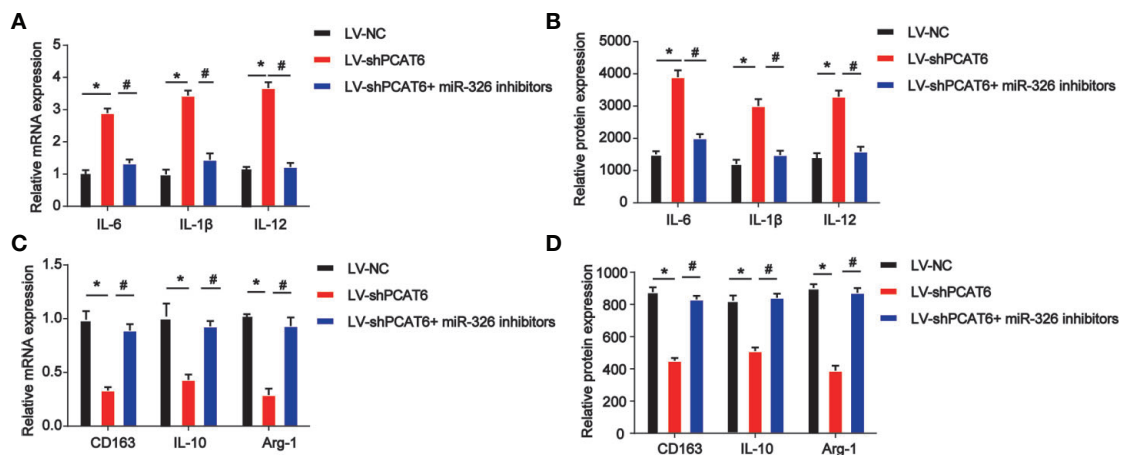 A
LV-NC
LV-shPCAT6
LV-shPCAT6+ miR-326 inhibitors
Relative mRNA expression
5
4
3
2
1
0
* # * # * #
IL-6 IL-1β IL-12
B
LV-NC
LV-shPCAT6
LV-shPCAT6+ miR-326 inhibitors
Relative protein expression
5000
4000
3000
2000
1000
0
* # * # * #
IL-6 IL-1β IL-12
C
LV-NC
LV-shPCAT6
LV-shPCAT6+ miR-326 inhibitors
Relative mRNA expression
1.5
1.0
0.5
0.0
* # * # * #
CD163 IL-10 Arg-1
D
LV-NC
LV-shPCAT6
LV-shPCAT6+ miR-326 inhibitors
Relative protein expression
1000
800
600
400
200
0
* # * # * #
CD163 IL-10 Arg-1